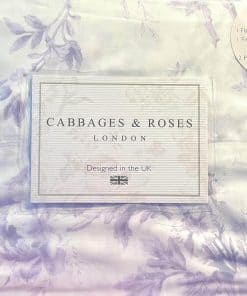 CABBAGES & ROSES
LONDON
Designed in the UK